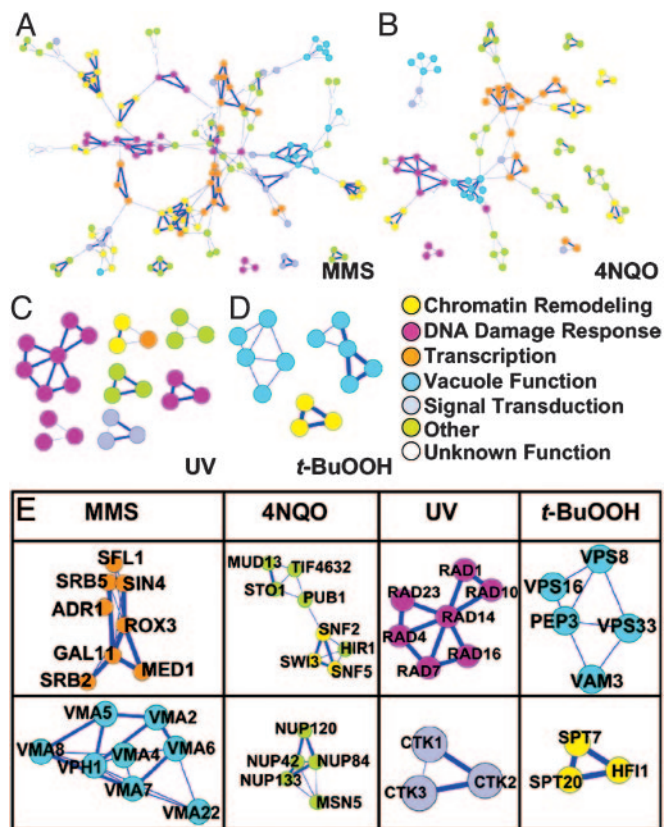 A
B
MMS
4NQO
C
D
UV
t-BuOOH
Chromatin Remodeling
DNA Damage Response
Transcription
Vacuole Function
Signal Transduction
Other
Unknown Function
E
MMS
4NQO
UV
t-BuOOH
SFL1
SRB5
SIN4
ADR1
ROX3
GAL11
MED1
SRB2
MUD13
TIF4632
STO1
PUB1
SNF2
HIR1
SWI3
SNF5
RAD1
RAD23
RAD10
RAD14
RAD4
RAD16
RAD7
VPS8
VPS16
PEP3
VPS33
VAM3
VMA5
VMA2
VMA8
VMA4
VMA6
VPH1
VMA7
VMA22
NUP120
NUP42
NUP84
NUP133
MSN5
CTK1
CTK2
CTK3
SPT7
SPT20
HFI1